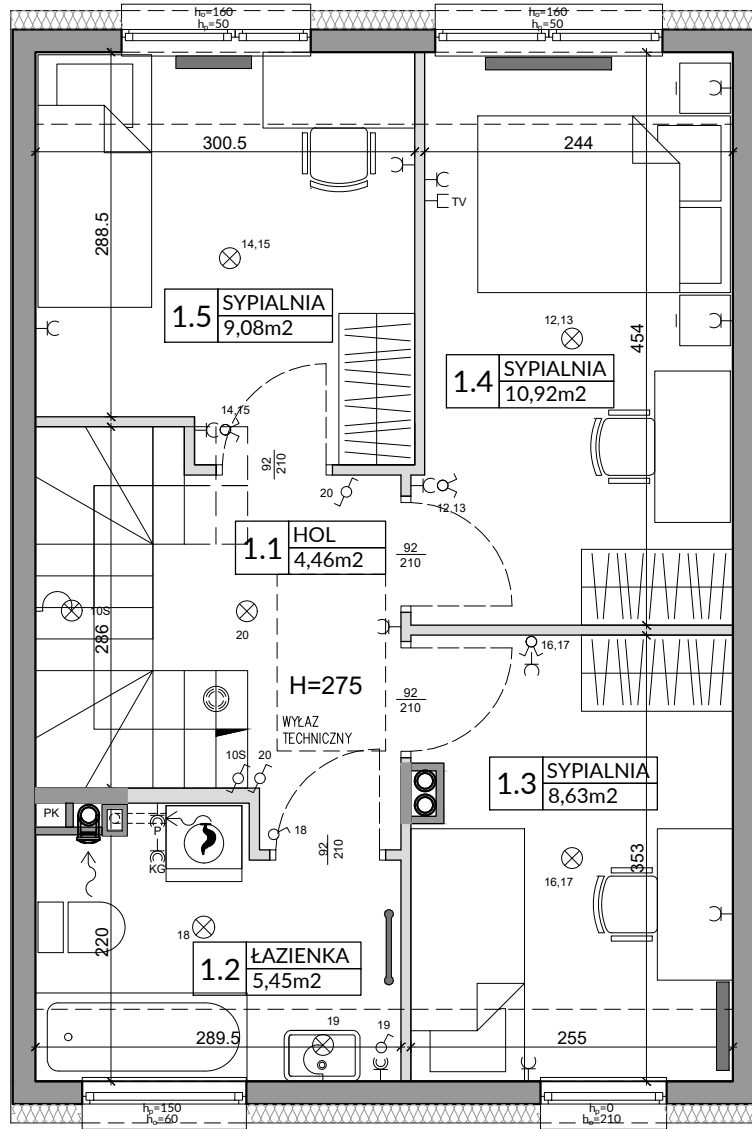 h₀=160
hₚ=50
h₀=160
hₚ=50
300.5
244
TV
288.5
14,15
1.5 SYPIALNIA
9,08m2
12,13
454
1.4 SYPIALNIA
10,92m2
14,15
92
210
20
12,13
1.1 HOL
4,46m2
92
210
10S
20
286
16,17
H=275
92
210
WYŁAZ
TECHNICZNY
10S
20
1.3 SYPIALNIA
8,63m2
PK
P
18
92
210
KG
353
16,17
18
220
1.2 ŁAZIENKA
5,45m2
19
19
289.5
255
hₚ=150
h₀=60
hₚ=0
h₀=210